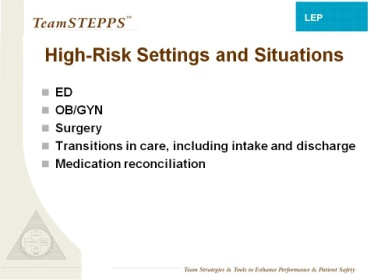 TeamSTEPPS™
LEP
High-Risk Settings and Situations
ED
OB/GYN
Surgery
Transitions in care, including intake and discharge
Medication reconciliation
Team Strategies & Tools to Enhance Performance & Patient Safety